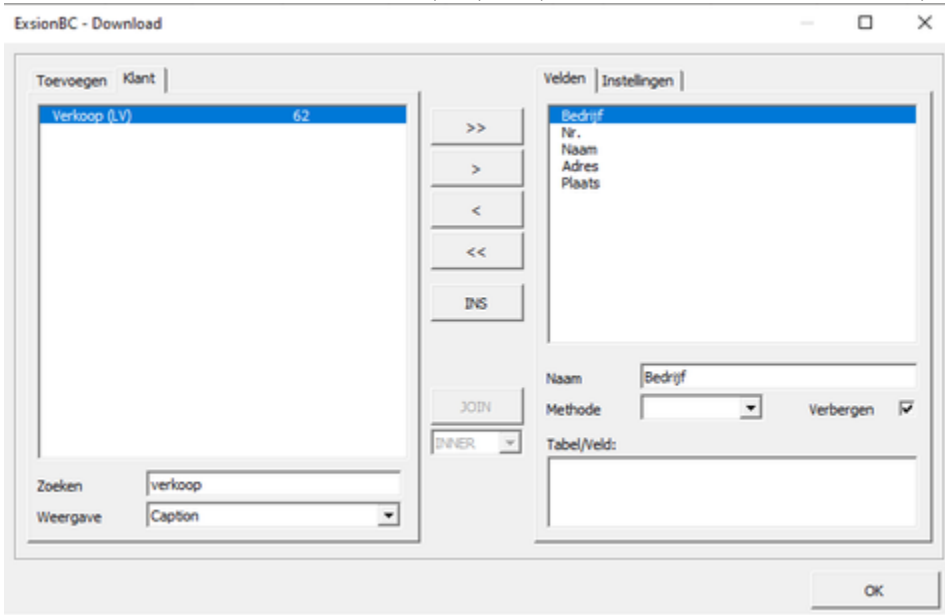 ExsionBC - Download
Toevoegen Klant
Verkoop (LV) 62
Zoeken verkoop
Weergave Caption
>>
>
<
<<
INS
JOIN
INNER
Velden Instellingen
Bedrijf
Nr.
Naam
Adres
Plaats
Naam Bedrijf
Methode Verbergen
Tabel/Veld:
OK